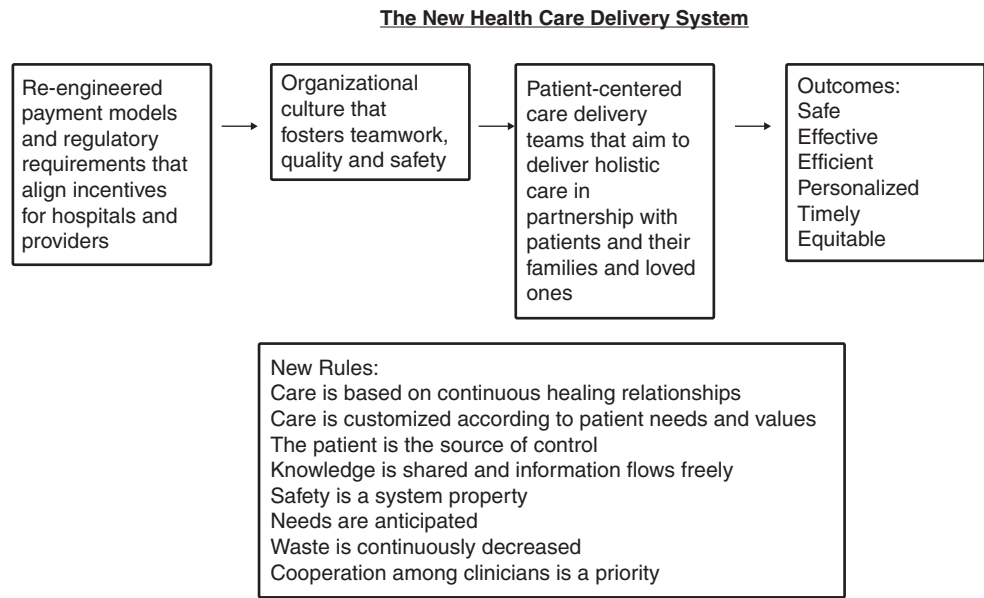 The New Health Care Delivery System
Re-engineered
payment models
and regulatory
requirements that
align incentives
for hospitals and
providers
Organizational
culture that
fosters teamwork,
quality and safety
Patient-centered
care delivery
teams that aim to
deliver holistic
care in
partnership with
patients and their
families and loved
ones
Outcomes:
Safe
Effective
Efficient
Personalized
Timely
Equitable
New Rules:
Care is based on continuous healing relationships
Care is customized according to patient needs and values
The patient is the source of control
Knowledge is shared and information flows freely
Safety is a system property
Needs are anticipated
Waste is continuously decreased
Cooperation among clinicians is a priority